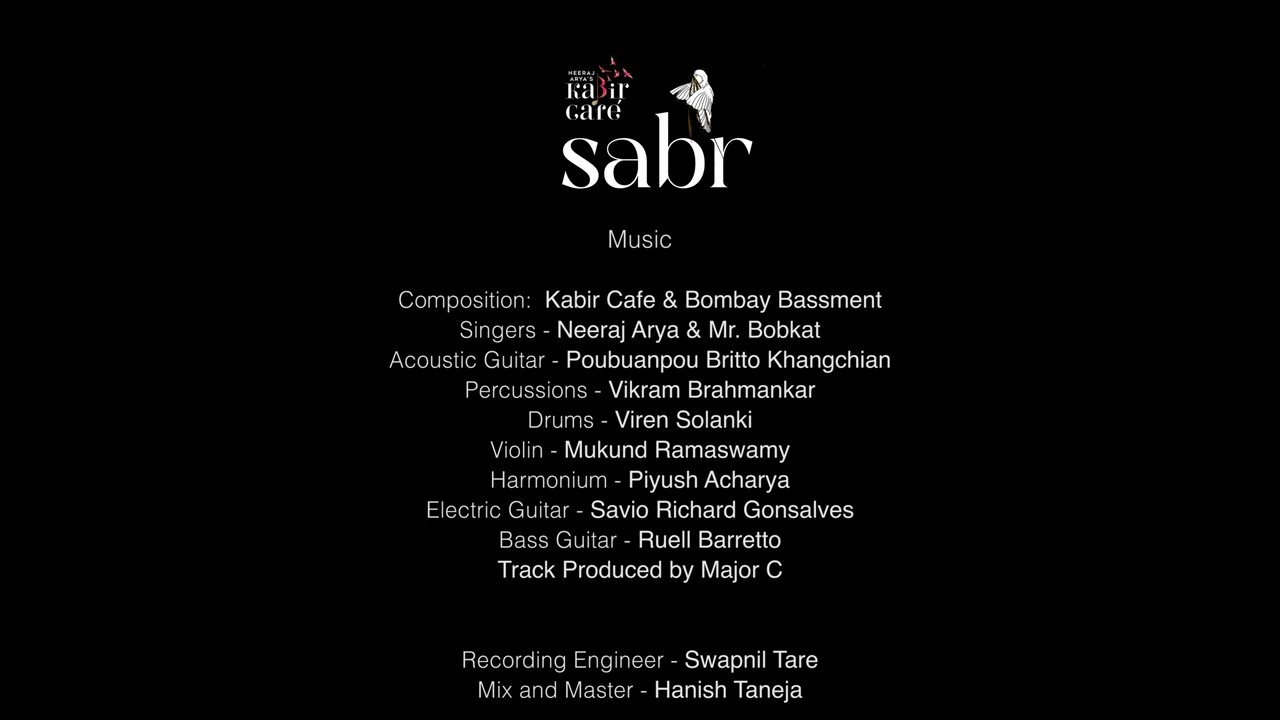 NEERAJ
ARYA'S
KABIR
CAFÉ
sabr
Music
Composition: Kabir Cafe & Bombay Bassment
Singers - Neeraj Arya & Mr. Bobkat
Acoustic Guitar - Poubuanpou Britto Khangchian
Percussions - Vikram Brahmankar
Drums - Viren Solanki
Violin - Mukund Ramaswamy
Harmonium - Piyush Acharya
Electric Guitar - Savio Richard Gonsalves
Bass Guitar - Ruell Barretto
Track Produced by Major C
Recording Engineer - Swapnil Tare
Mix and Master - Hanish Taneja